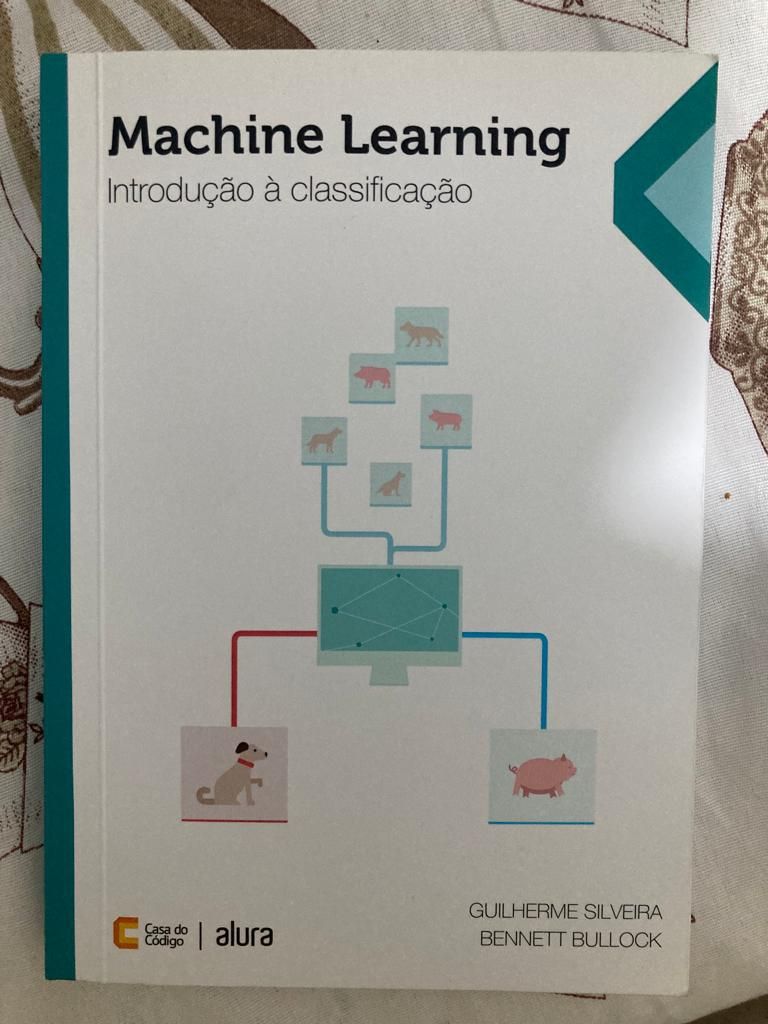 Machine Learning
Introdução à classificação
GUILHERME SILVEIRA
BENNETT BULLOCK
Casa do
Código
alura